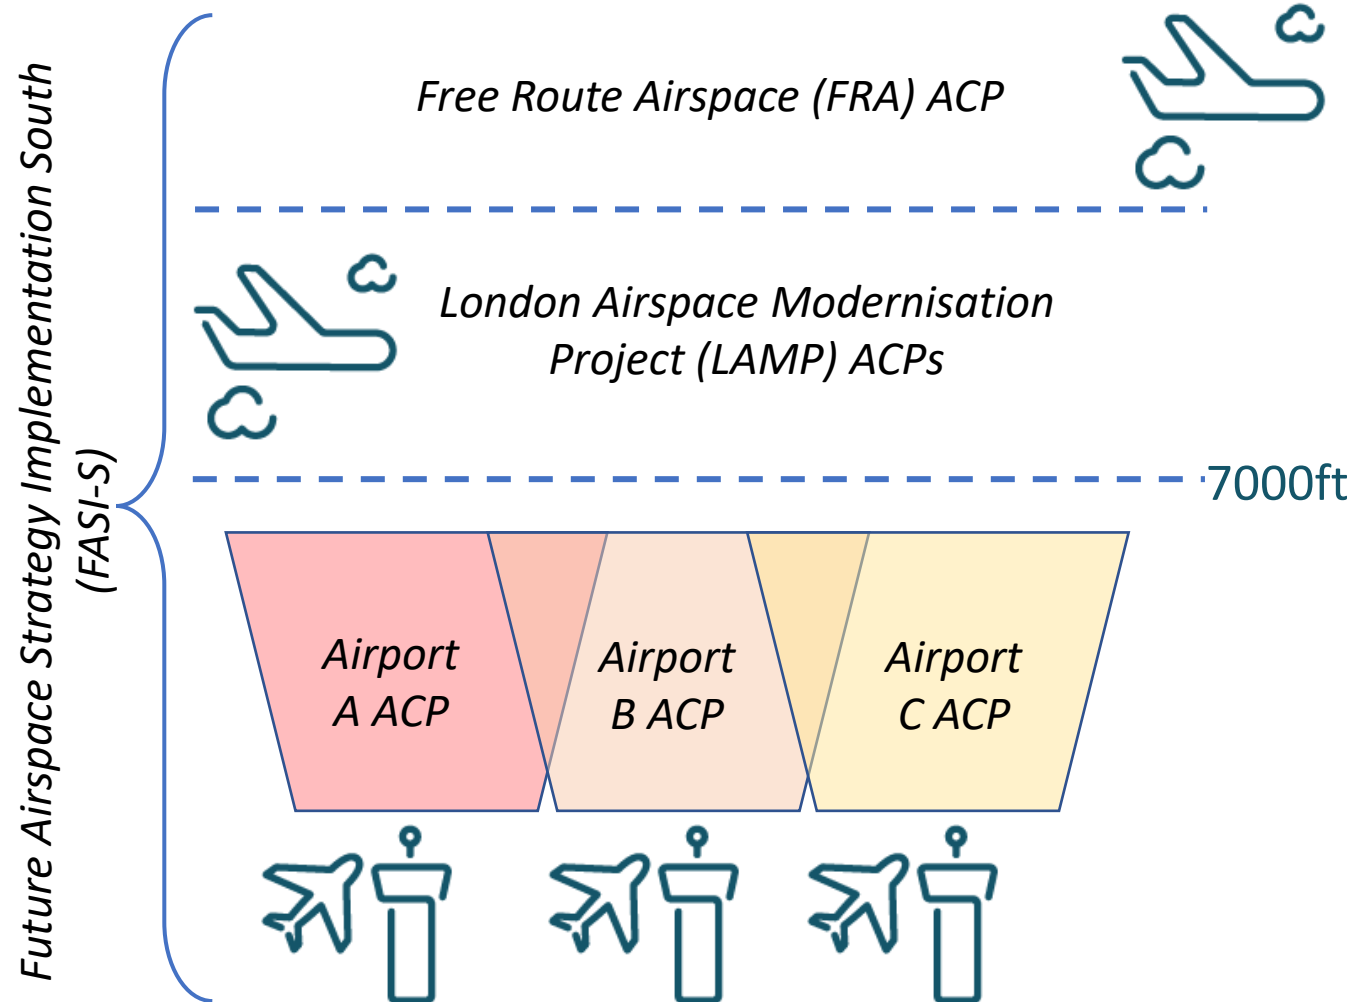 Future Airspace Strategy Implementation South
(FASI-S)
Free Route Airspace (FRA) ACP
London Airspace Modernisation
Project (LAMP) ACPs
7000ft
Airport
A ACP
Airport
B ACP
Airport
C ACP